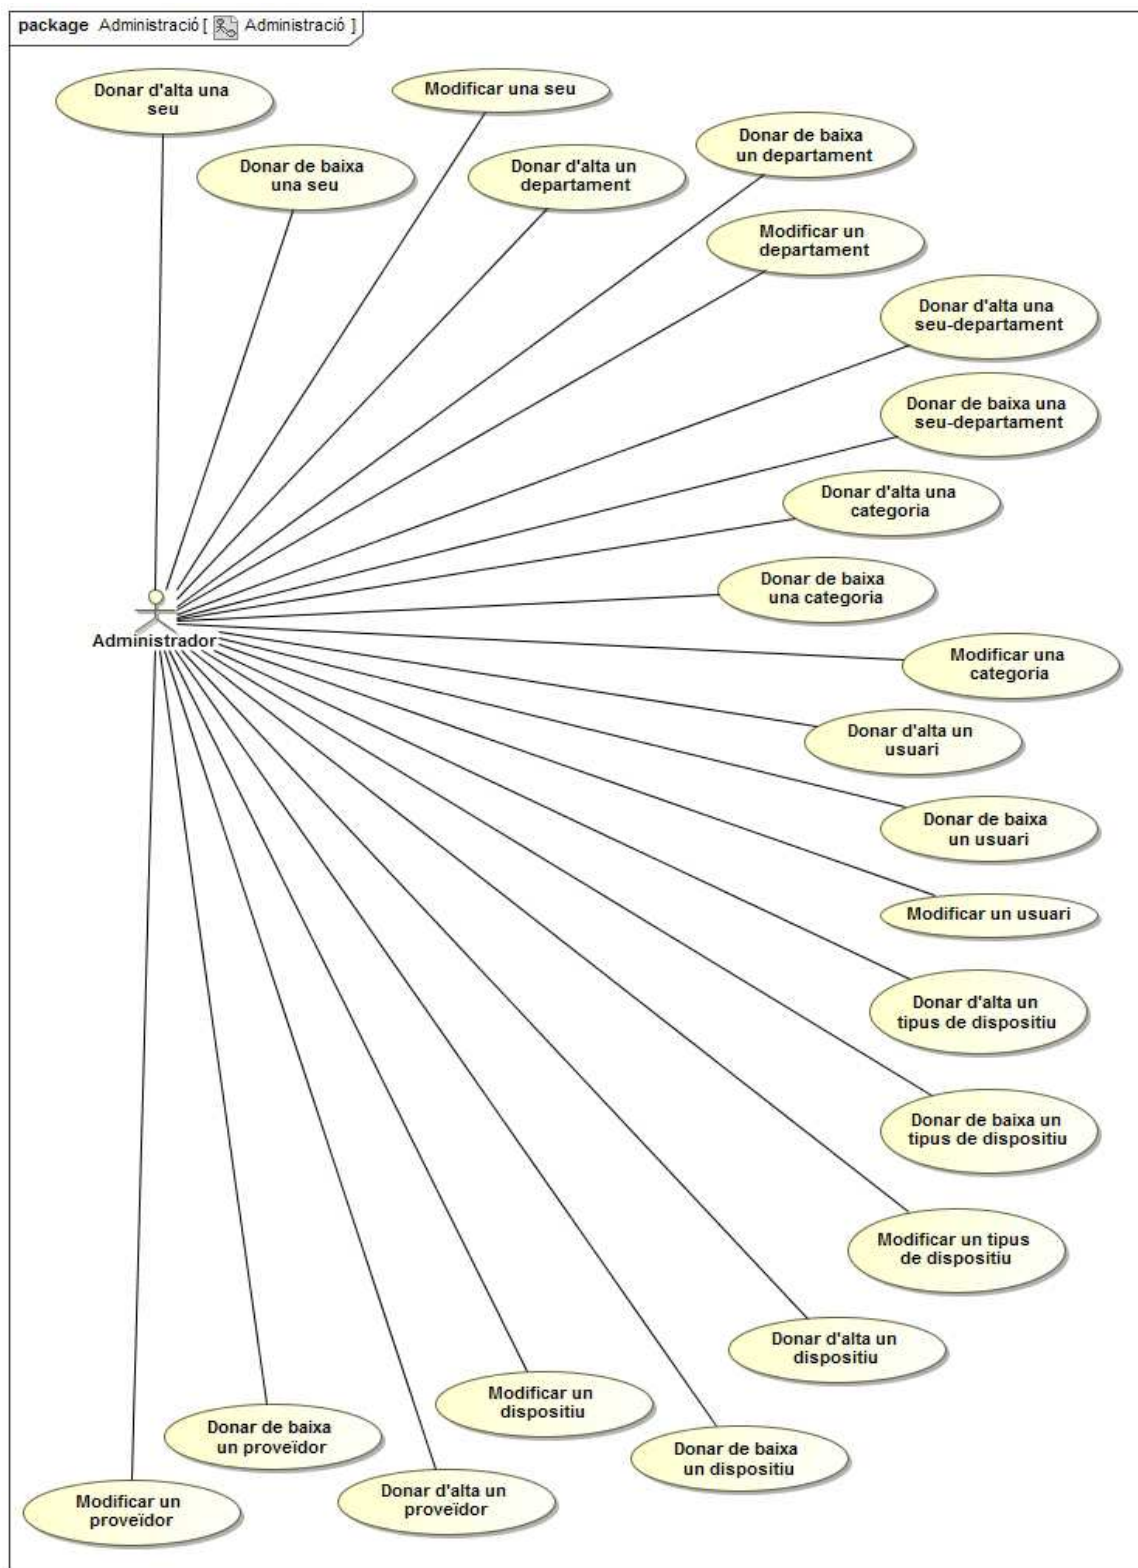 package Administració [ Administració ]
Donar d'alta una
seu
Modificar una seu
Donar de baixa
una seu
Donar d'alta un
departament
Donar de baixa
un departament
Modificar un
departament
Donar d'alta una
seu-departament
Donar de baixa una
seu-departament
Donar d'alta una
categoria
Donar de baixa
una categoria
Administrador
Modificar una
categoria
Donar d'alta un
usuari
Donar de baixa
un usuari
Modificar un usuari
Donar d'alta un
tipus de dispositiu
Donar de baixa un
tipus de dispositiu
Modificar un tipus
de dispositiu
Donar d'alta un
dispositiu
Modificar un
dispositiu
Donar de baixa
un proveïdor
Donar de baixa
un dispositiu
Donar d'alta un
proveïdor
Modificar un
proveïdor